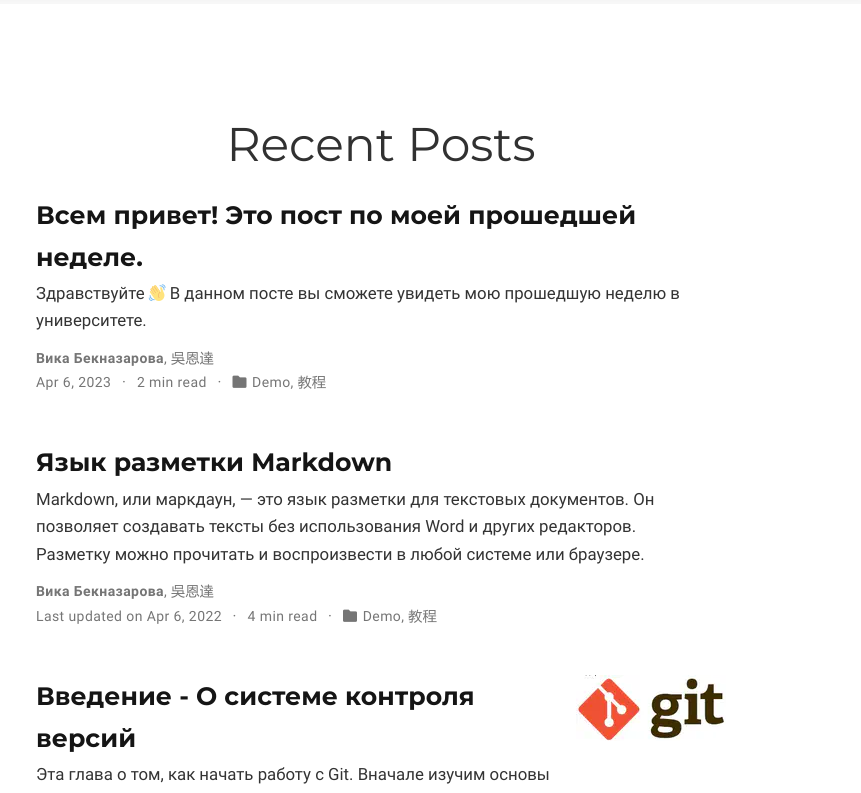 Recent Posts
Всем привет! Это пост по моей прошедшей
неделе.
Здравствуйте 👋 В данном посте вы сможете увидеть мою прошедшую неделю в
университете.
Вика Бекназарова, 吳恩達
Apr 6, 2023 · 2 min read · Demo, 教程
Язык разметки Markdown
Markdown, или маркдаун, — это язык разметки для текстовых документов. Он
позволяет создавать тексты без использования Word и других редакторов.
Разметку можно прочитать и воспроизвести в любой системе или браузере.
Вика Бекназарова, 吳恩達
Last updated on Apr 6, 2022 · 4 min read · Demo, 教程
Введение - О системе контроля
версий
git
Эта глава о том, как начать работу с Git. Вначале изучим основы